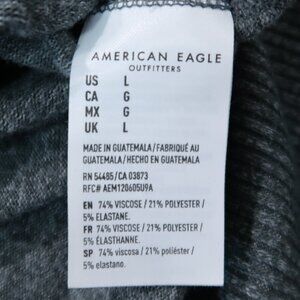 AMERICAN EAGLE
OUTFITTERS
US L
CA G
MX G
UK L
MADE IN GUATEMALA/FABRIQUÉ AU
GUATEMALA/HECHO EN GUATEMALA
RN 54485/CA 03873
RFC# AEM120605U9A
EN 74% VISCOSE / 21% POLYESTER /
5% ELASTANE.
FR 74% VISCOSE / 21% POLYESTER /
5% ÉLASTHANNE.
SP 74% viscosa / 21% poliéster /
5% elastano.